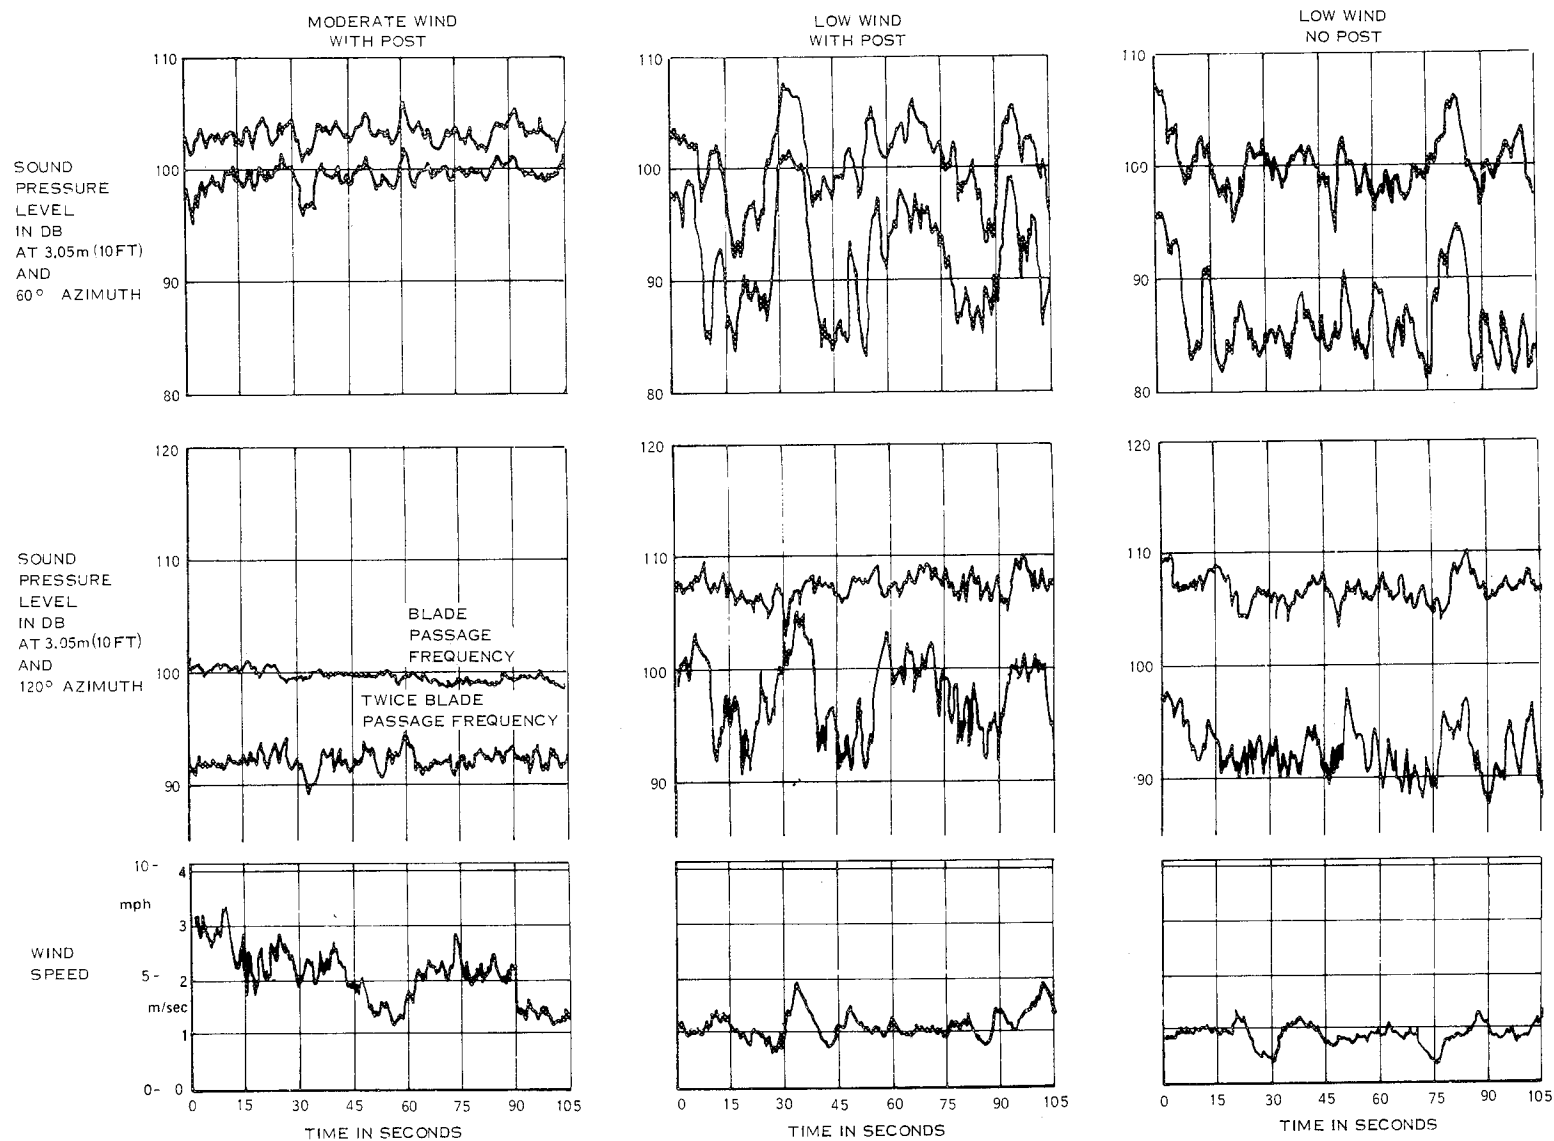 MODERATE WIND
WITH POST
LOW WIND
WITH POST
LOW WIND
NO POST
SOUND
PRESSURE
LEVEL
IN DB
AT 3.05m (10 FT)
AND
60° AZIMUTH
110
100
90
80
110
100
90
80
110
100
90
80
SOUND
PRESSURE
LEVEL
IN DB
AT 3.05m (10 FT)
AND
120° AZIMUTH
120
110
100
90
BLADE
PASSAGE
FREQUENCY
TWICE BLADE
PASSAGE FREQUENCY
120
110
100
90
120
110
100
90
WIND
SPEED
10-
mph
5-
m/sec
0-
4
3
2
1
0
0 15 30 45 60 75 90 105
TIME IN SECONDS
0 15 30 45 60 75 90 105
TIME IN SECONDS
0 15 30 45 60 75 90 105
TIME IN SECONDS